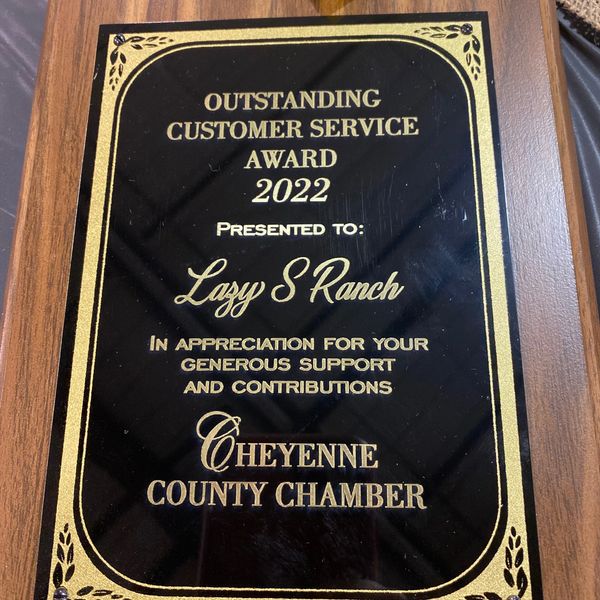 OUTSTANDING
CUSTOMER SERVICE
AWARD
2022
PRESENTED TO:
Lazy S Ranch
IN APPRECIATION FOR YOUR
GENEROUS SUPPORT
AND CONTRIBUTIONS
CHEYENNE
COUNTY CHAMBER